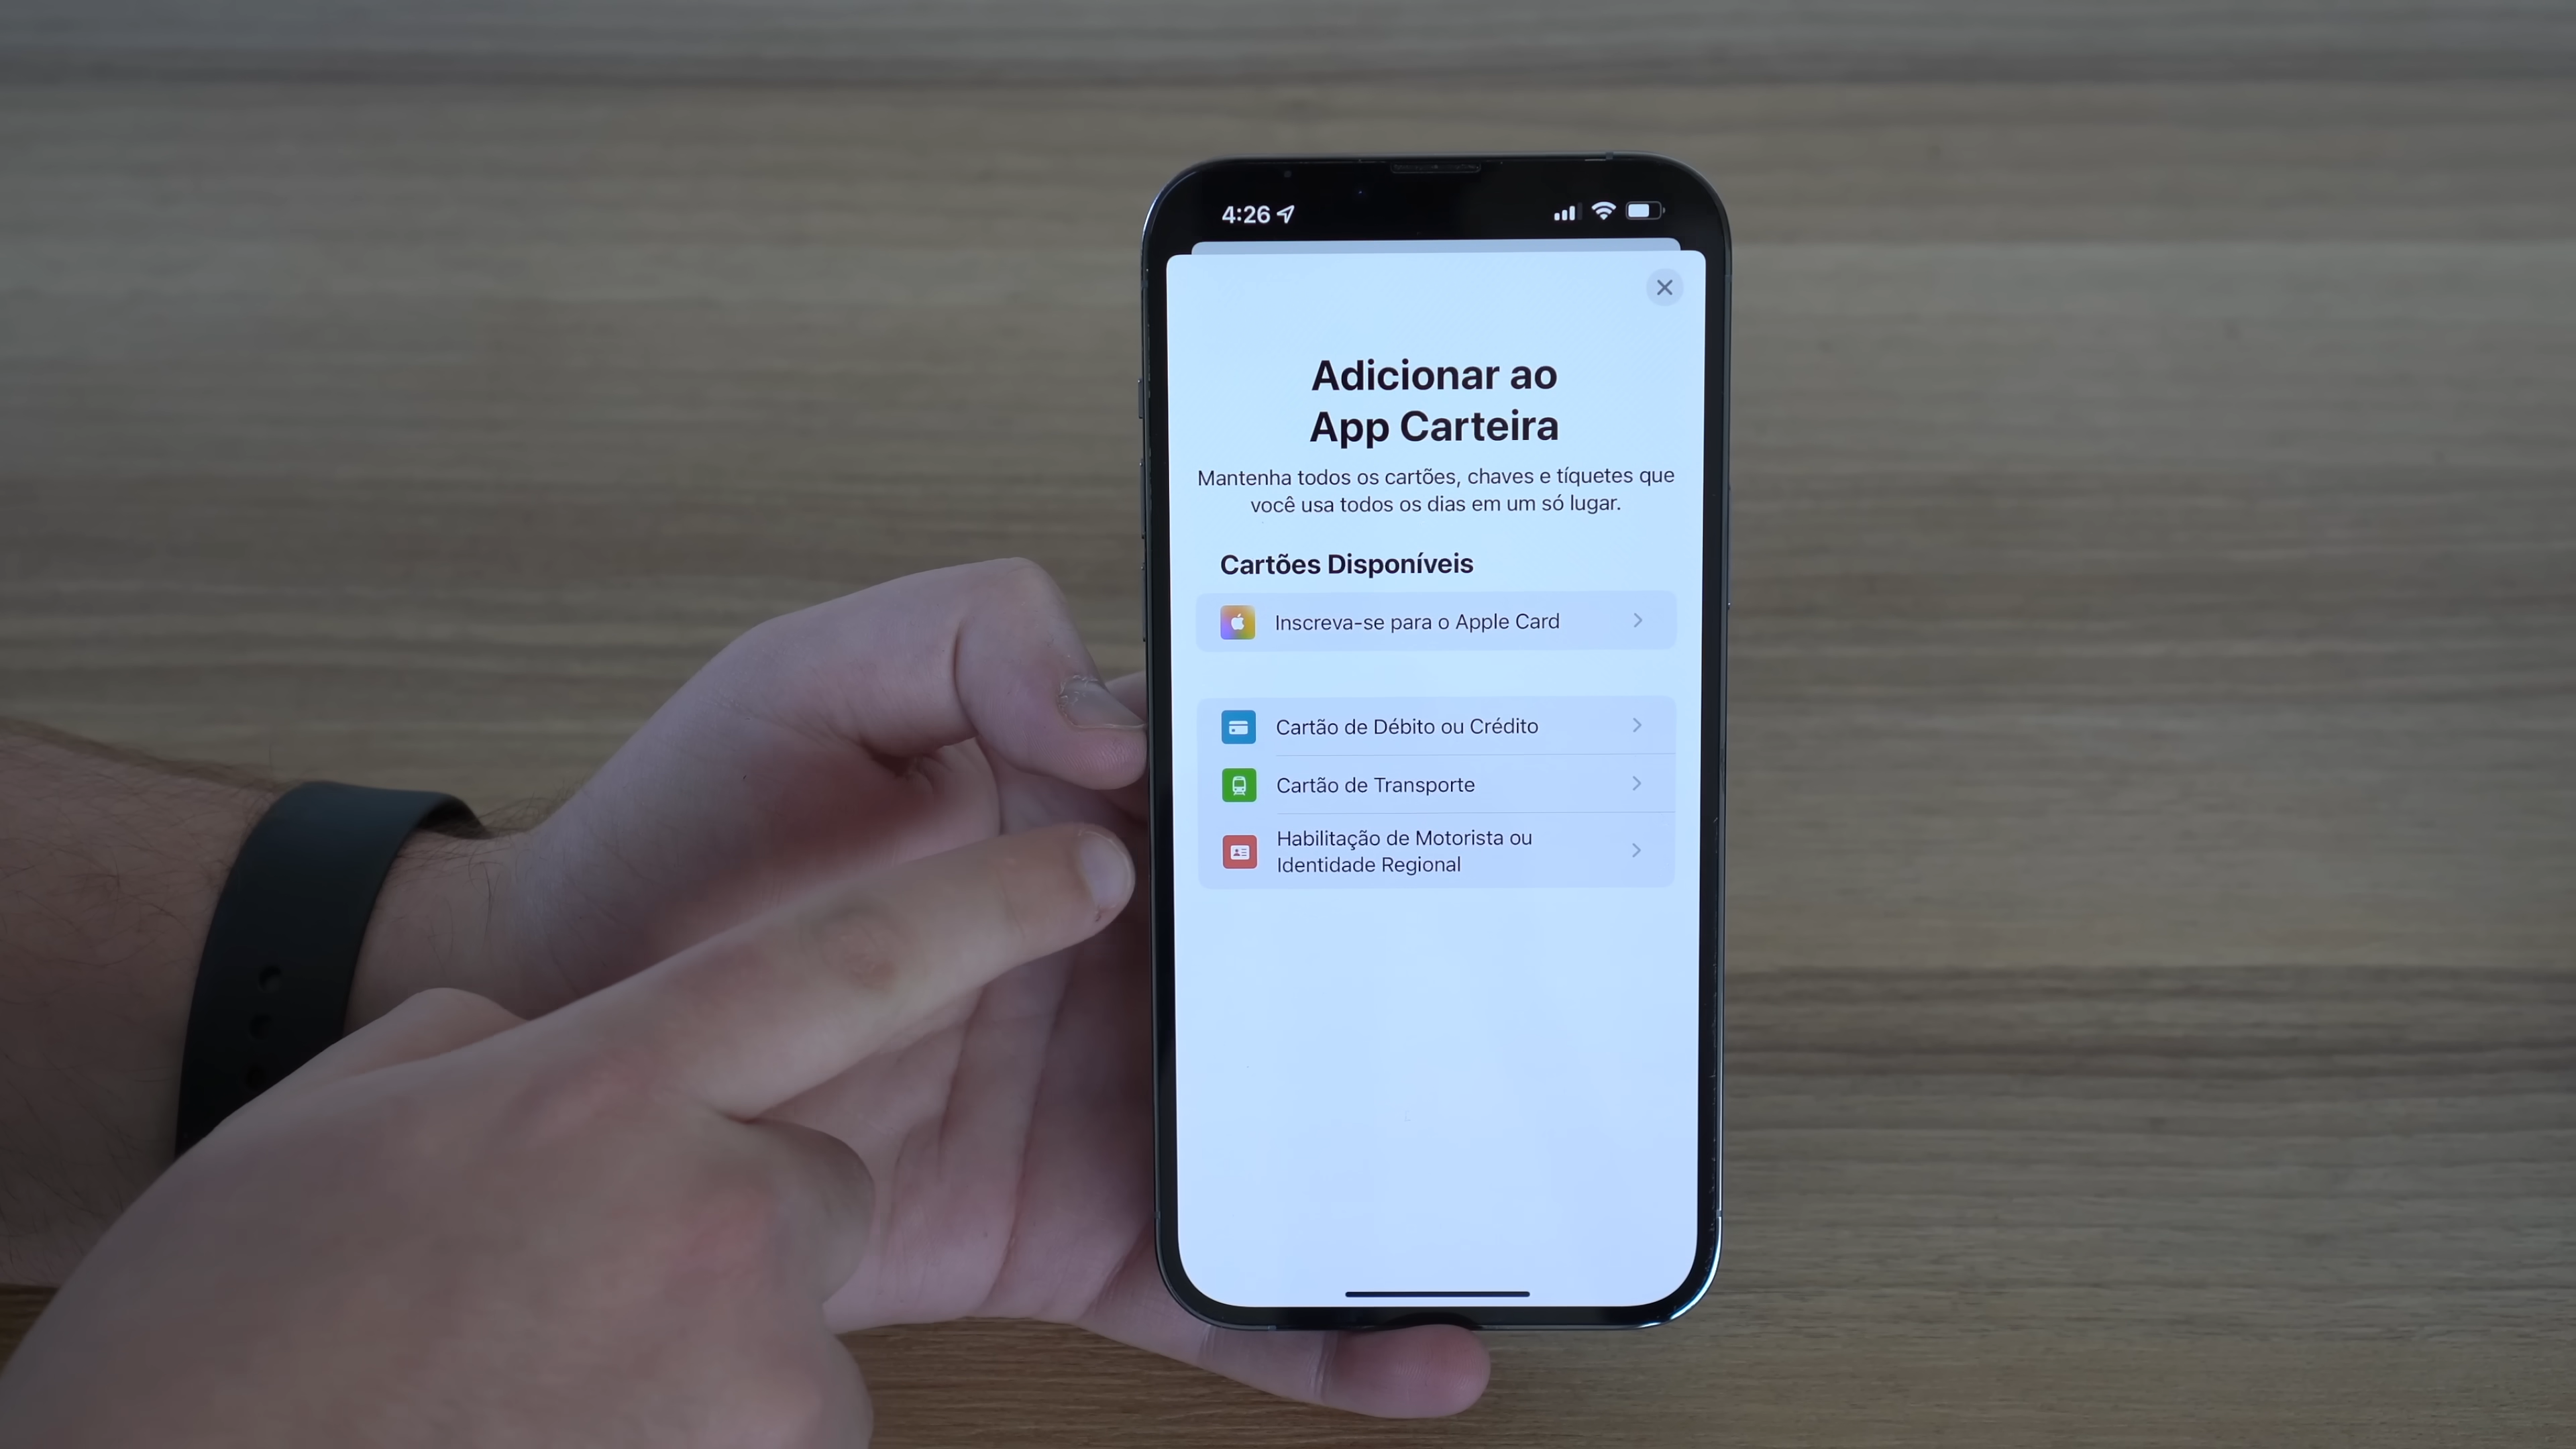 4:26
Adicionar ao
App Carteira
Mantenha todos os cartões, chaves e tíquetes que
você usa todos os dias em um só lugar.
Cartões Disponíveis
Inscreva-se para o Apple Card
Cartão de Débito ou Crédito
Cartão de Transporte
Habilitação de Motorista ou
Identidade Regional